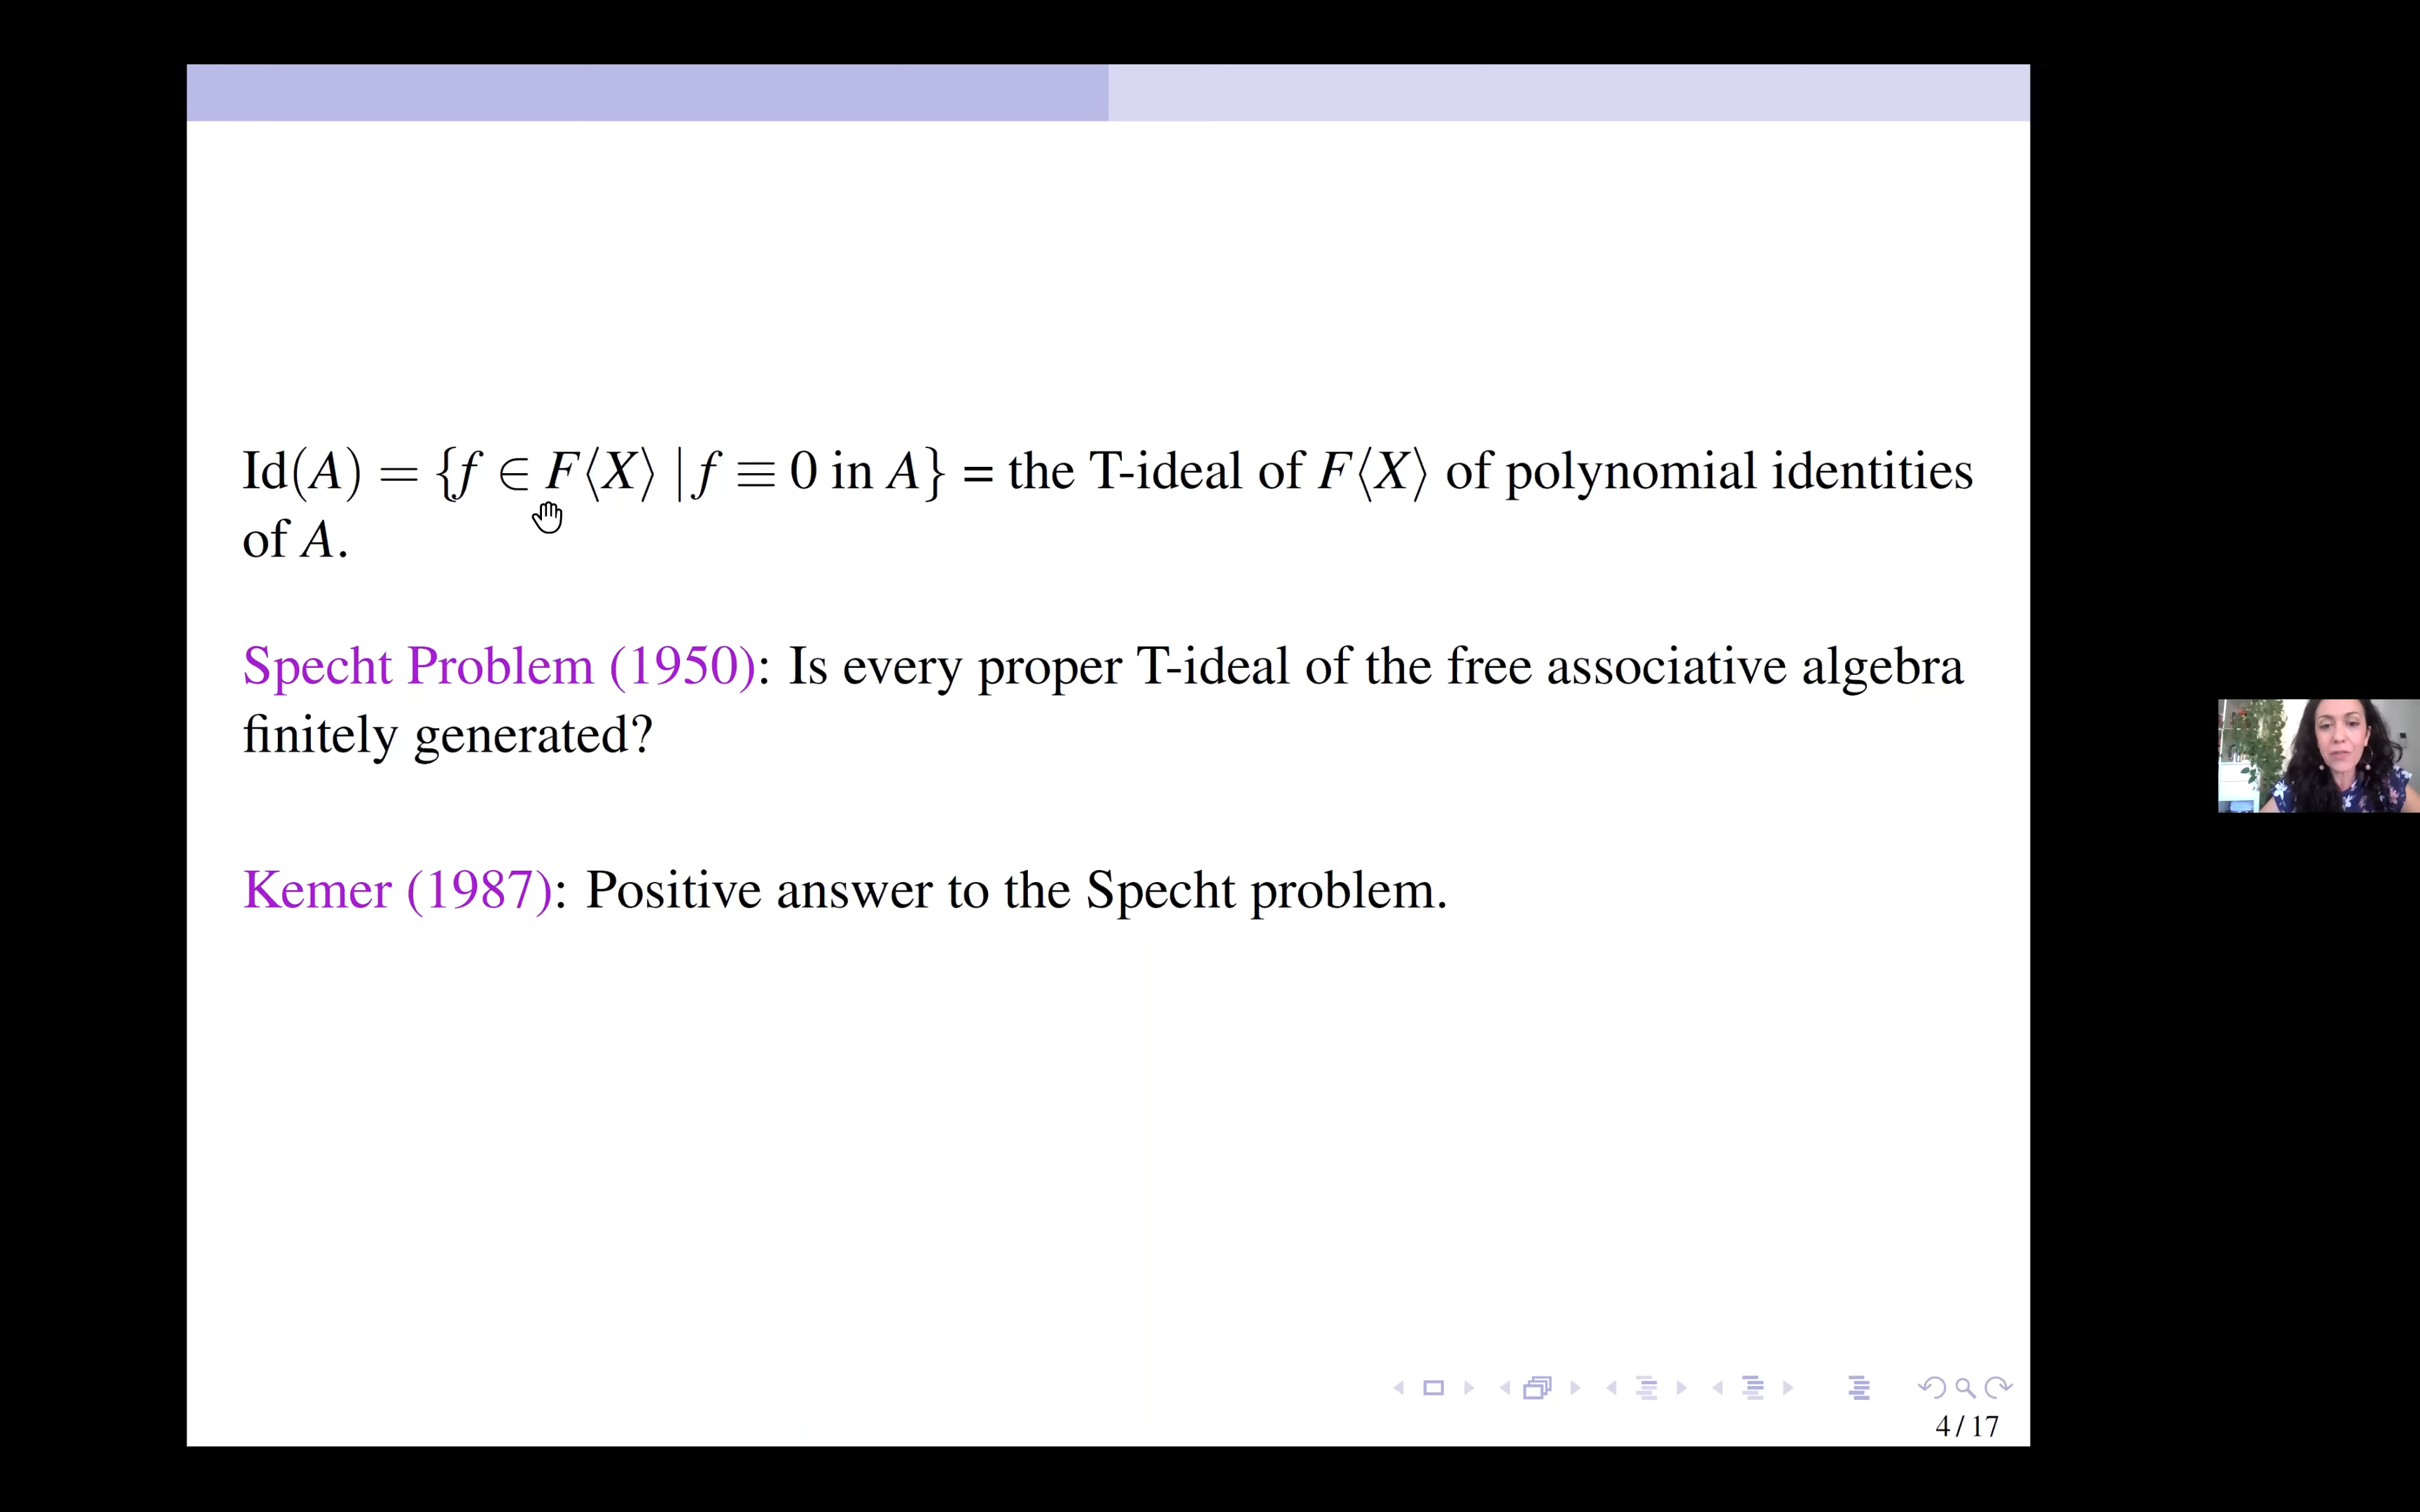 Id(A) = {f ∈ F⟨X⟩ | f ≡ 0 in A} = the T-ideal of F⟨X⟩ of polynomial identities
of A.
Specht Problem (1950): Is every proper T-ideal of the free associative algebra
finitely generated?
Kemer (1987): Positive answer to the Specht problem.
4 / 17